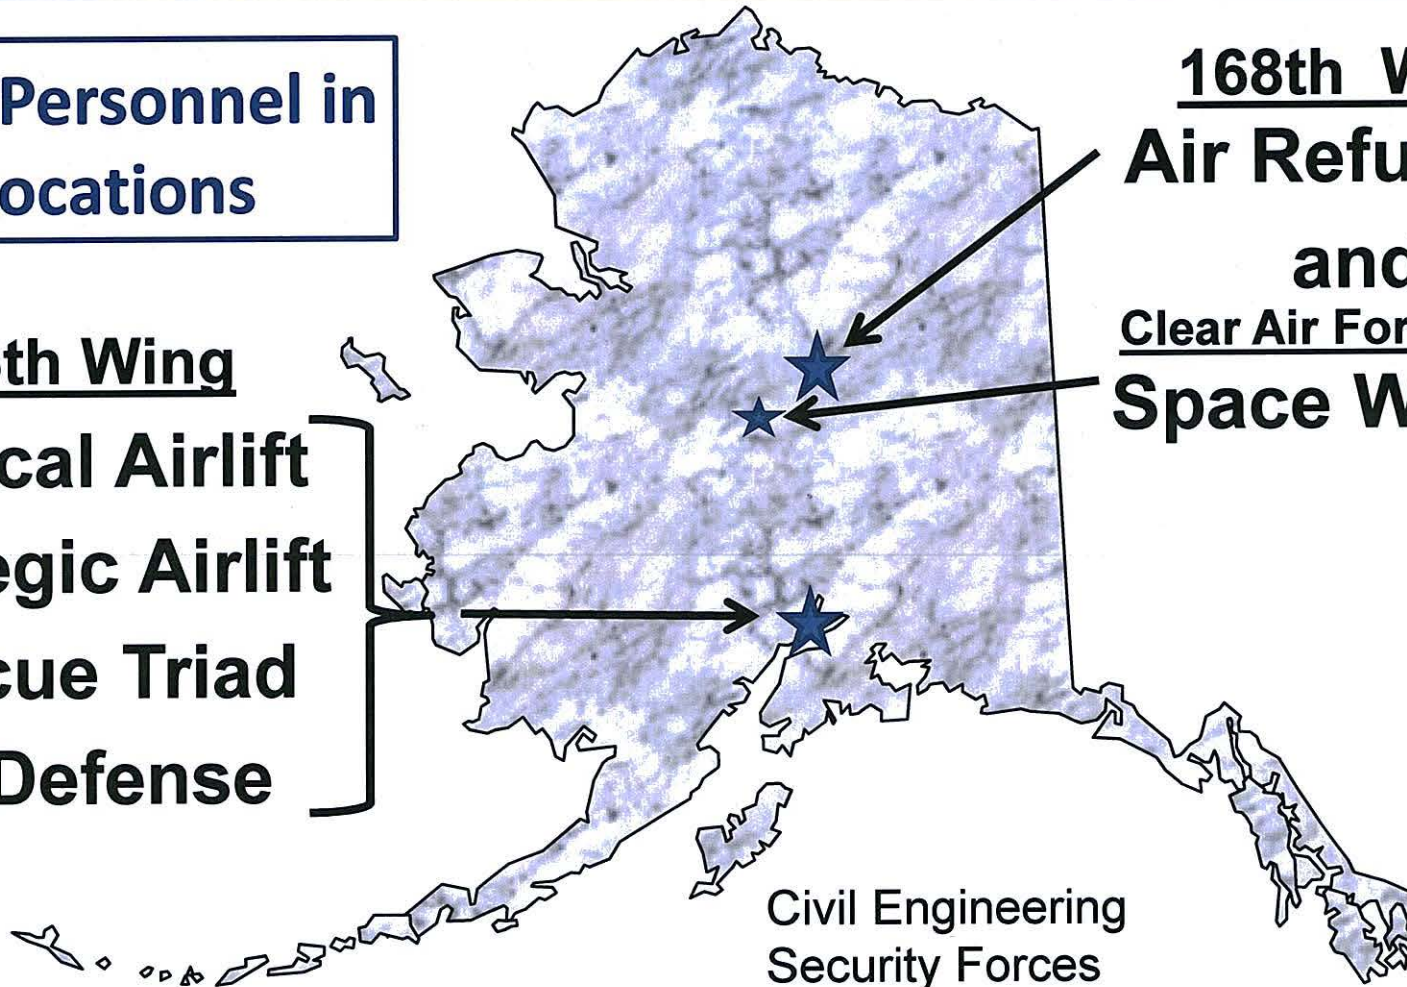 Personnel in
ocations
168th W
Air Refu
and
Clear Air For
Space W
th Wing
cal Airlift
egic Airlift
cue Triad
Defense
Civil Engineering
Security Forces